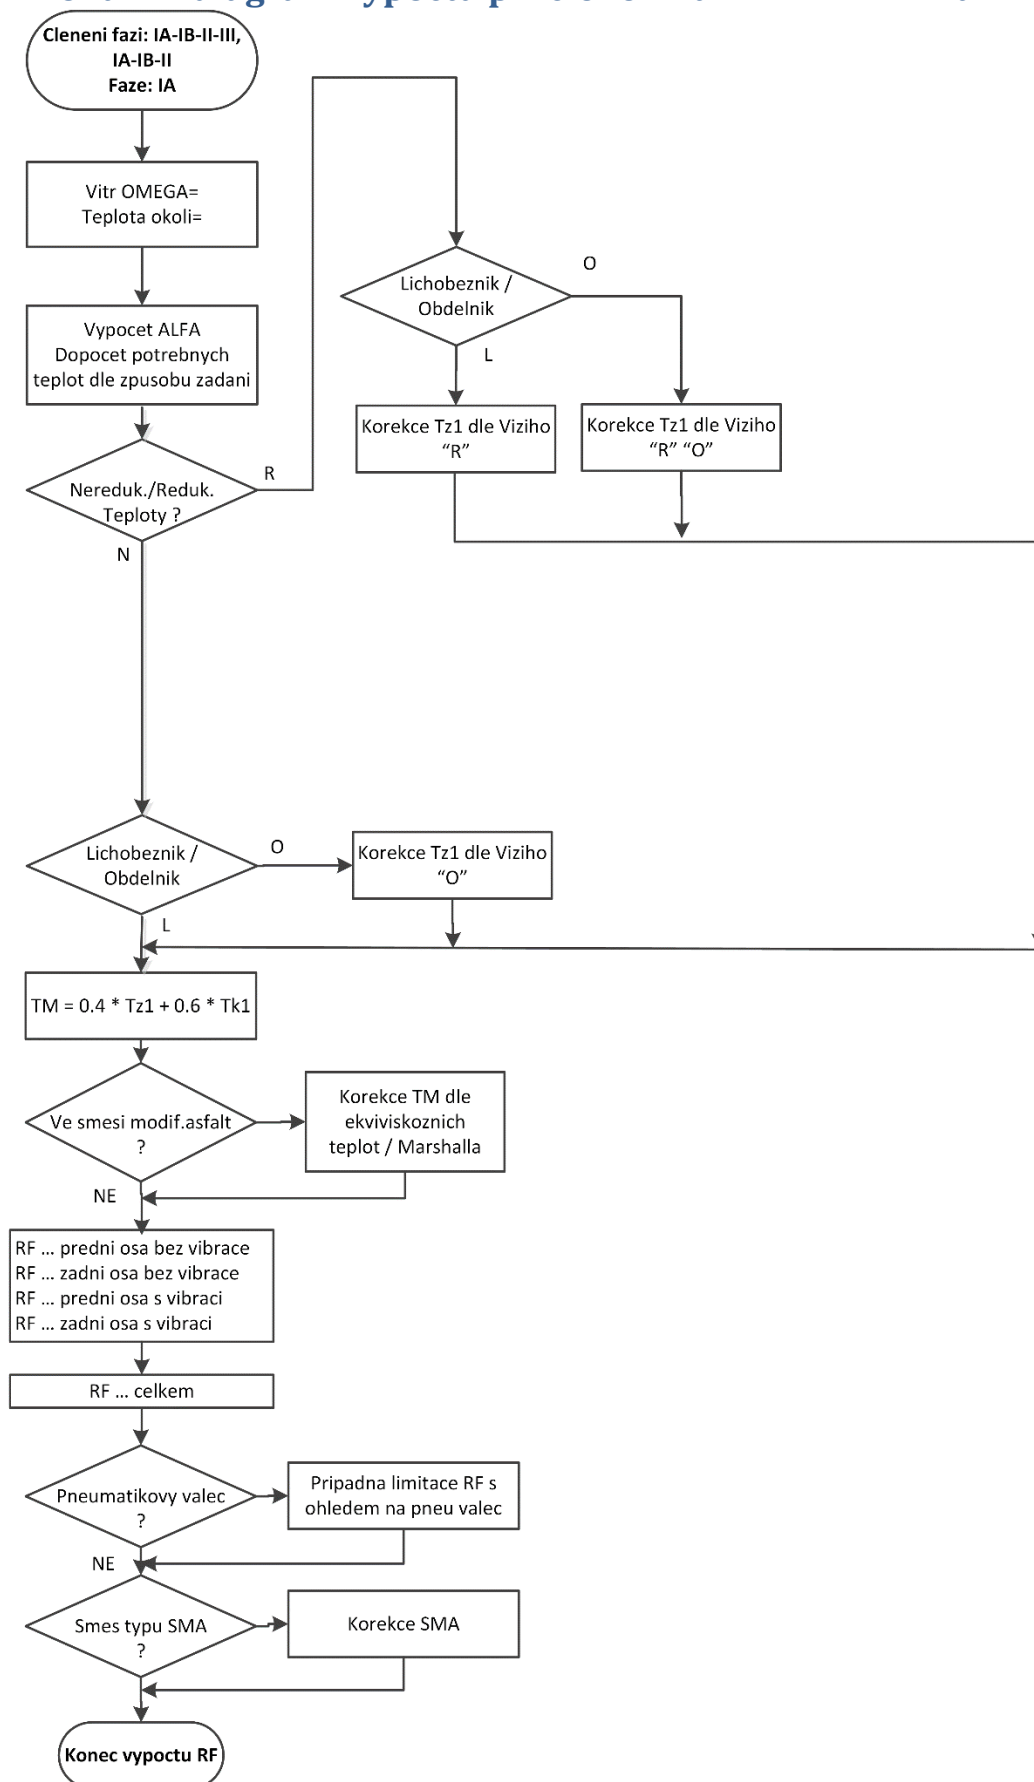 Cleneni fazi: IA-IB-II-III,
IA-IB-II
Faze: IA
Vitr OMEGA=
Teplota okoli=
Vypocet ALFA
Dopocet potrebnych
teplot dle zpusobu zadani
Nereduk./Reduk.
Teploty ?
R
N
Lichobeznik /
Obdelnik
O
L
Korekce Tz1 dle Viziho
“R”
Korekce Tz1 dle Viziho
“R” “O”
Lichobeznik /
Obdelnik
O
L
Korekce Tz1 dle Viziho
“O”
TM = 0.4 * Tz1 + 0.6 * Tk1
Ve smesi modif.asfalt
?
NE
Korekce TM dle
ekviviskoznich
teplot / Marshalla
RF ... predni osa bez vibrace
RF ... zadni osa bez vibrace
RF ... predni osa s vibraci
RF ... zadni osa s vibraci
RF ... celkem
Pneumatikovy valec
?
NE
Pripadna limitace RF s
ohledem na pneu valec
Smes typu SMA
?
Korekce SMA
Konec vypoctu RF